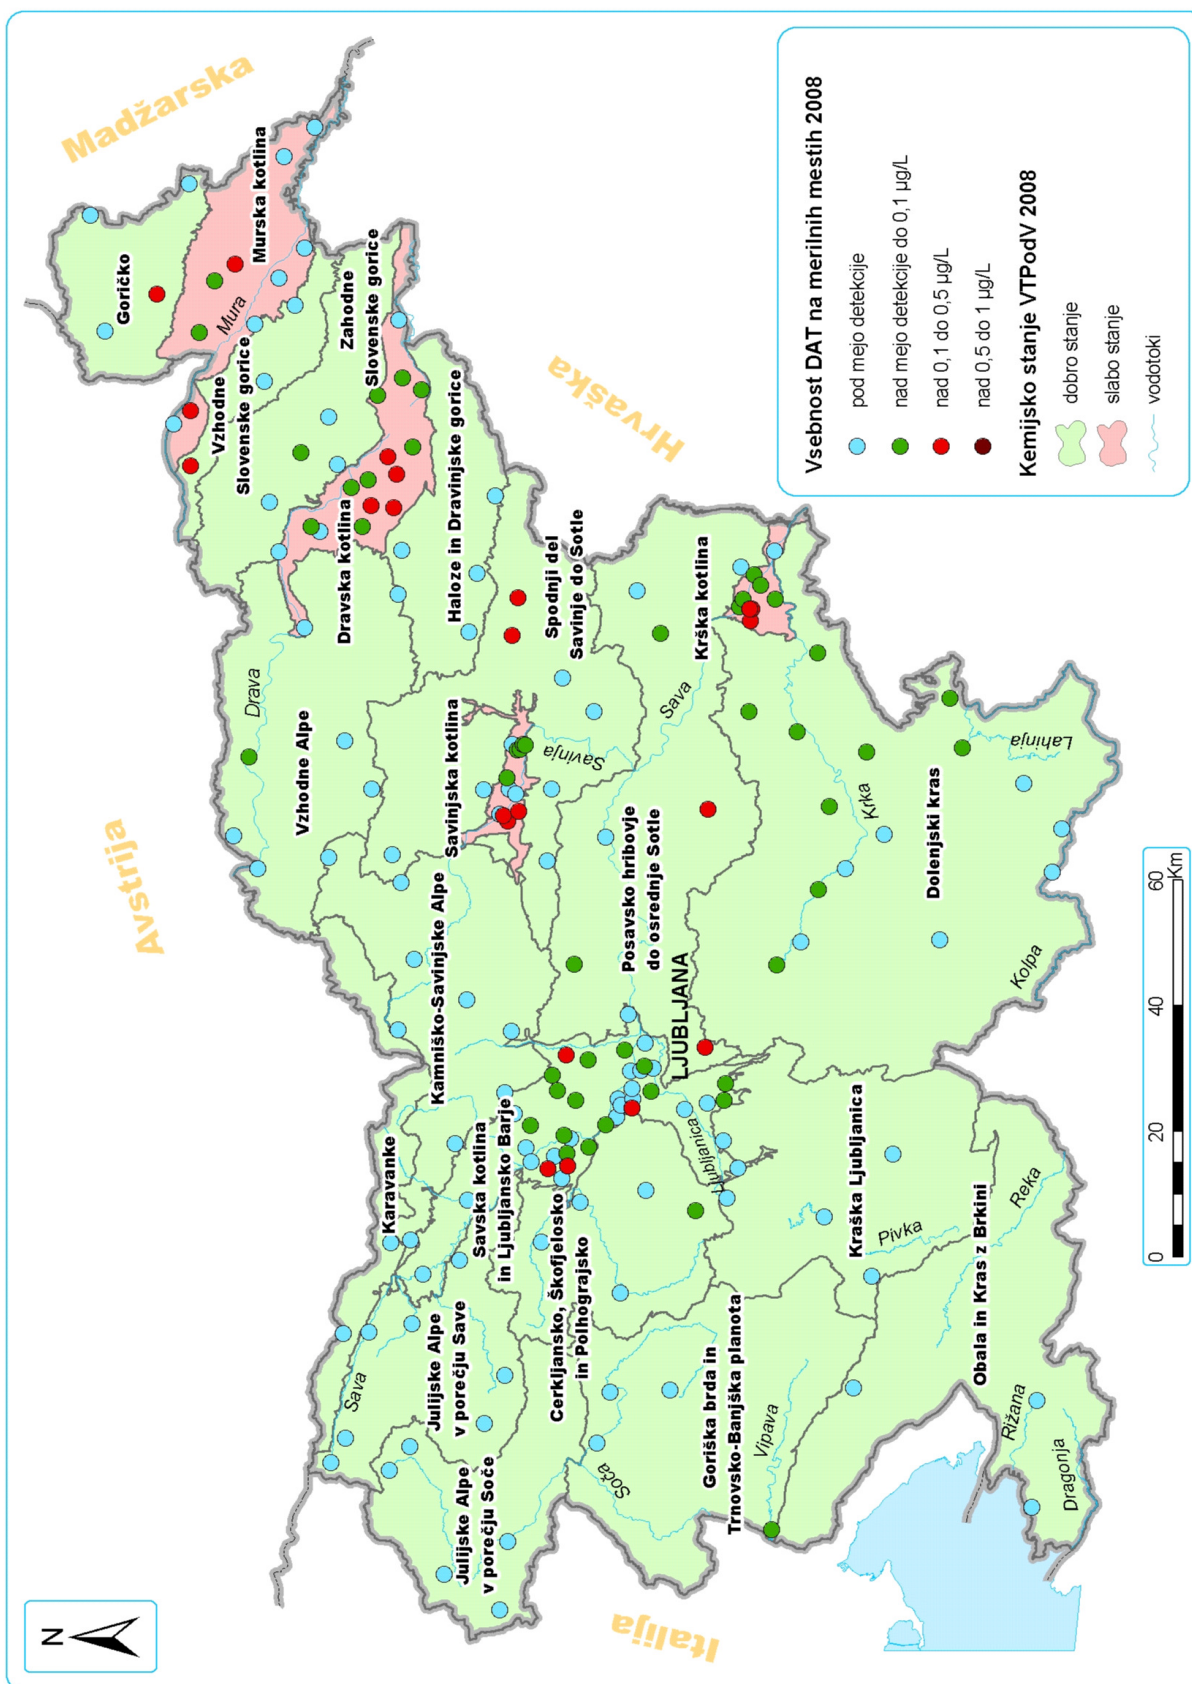 N
Avstrija
Madžarska
Hrvaška
Italija
Goričko
Murska kotlina
Mura
Vzhodne
Slovenske gorice
Zahodne
Slovenske gorice
Drava
Dravska kotlina
Haloze in Dravinjske gorice
Vzhodne Alpe
Spodnji del
Savinje do Sotle
Savinjska kotlina
Savinja
Kamniško-Savinjske Alpe
Karavanke
Savska kotlina
in Ljubljansko Barje
Julijske Alpe
v porečju Save
Sava
Julijske Alpe
v porečju Soče
Soča
Cerkljansko, Škofjeloško
in Polhograjsko
Posavsko hribovje
do osrednje Sotle
Sava
LJUBLJANA
Ljubljanica
Krška kotlina
Krka
Dolenjski kras
Lahinja
Kolpa
Kraška Ljubljanica
Pivka
Goriška brda in
Trnovsko-Banjška planota
Vipava
Obala in Kras z Brkini
Reka
Rižana
Dragonja
Vsebnost DAT na merilnih mestih 2008
pod mejo detekcije
nad mejo detekcije do 0,1 µg/L
nad 0,1 do 0,5 µg/L
nad 0,5 do 1 µg/L
Kemijsko stanje VTPodV 2008
dobro stanje
slabo stanje
vodotoki
0 20 40 60
Km